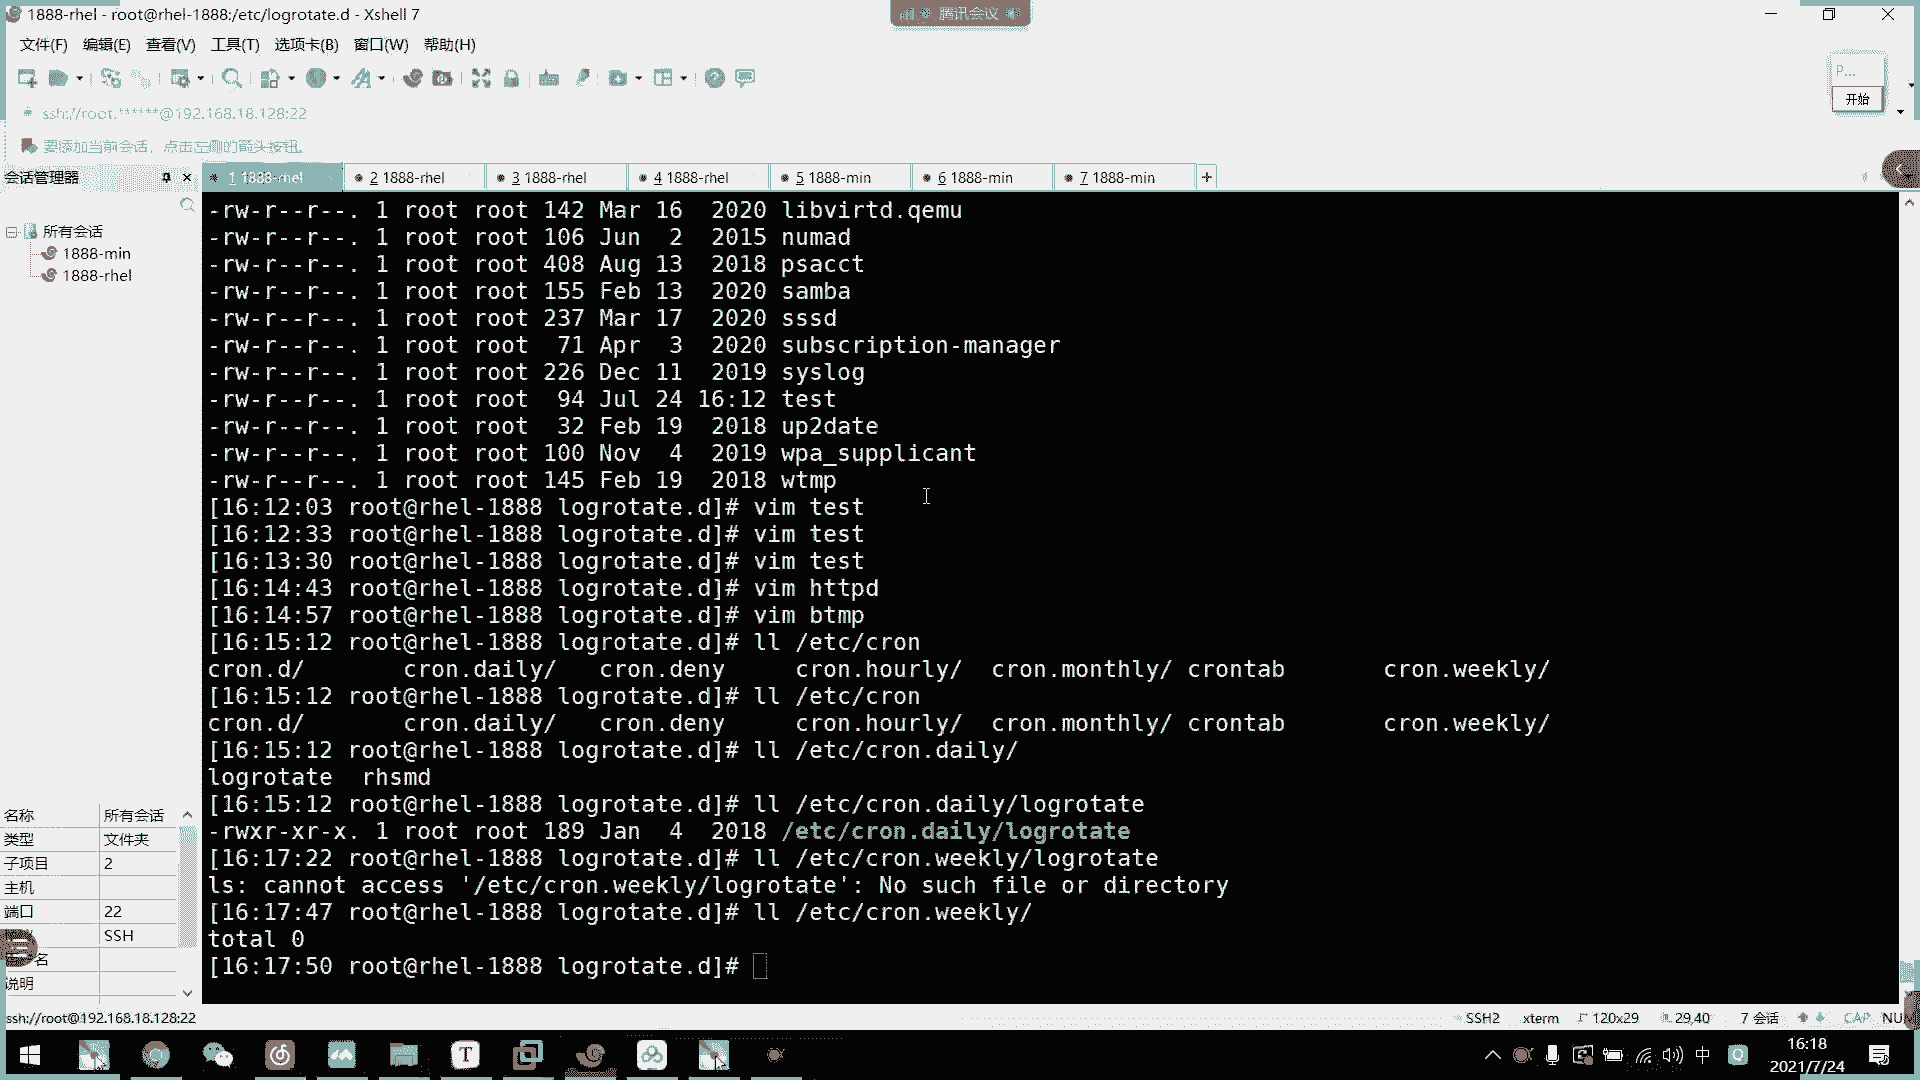 1888-rhel - root@rhel-1888:/etc/logrotate.d - Xshell 7
腾讯会议
文件(F) 编辑(E) 查看(V) 工具(T) 选项卡(B) 窗口(W) 帮助(H)
P...
开始
ssh://root:******@192.168.18.128:22
要添加当前会话，点击左侧的箭头按钮。
会话管理器
1 1888-rhel
2 1888-rhel
3 1888-rhel
4 1888-rhel
5 1888-min
6 1888-min
7 1888-min
所有会话
1888-min
1888-rhel
-rw-r--r--. 1 root root 142 Mar 16  2020 libvirtd.qemu
-rw-r--r--. 1 root root 106 Jun  2  2015 numad
-rw-r--r--. 1 root root 408 Aug 13  2018 psacct
-rw-r--r--. 1 root root 155 Feb 13  2020 samba
-rw-r--r--. 1 root root 237 Mar 17  2020 sssd
-rw-r--r--. 1 root root  71 Apr  3  2020 subscription-manager
-rw-r--r--. 1 root root 226 Dec 11  2019 syslog
-rw-r--r--. 1 root root  94 Jul 24 16:12 test
-rw-r--r--. 1 root root  32 Feb 19  2018 up2date
-rw-r--r--. 1 root root 100 Nov  4  2019 wpa_supplicant
-rw-r--r--. 1 root root 145 Feb 19  2018 wtmp
[16:12:03 root@rhel-1888 logrotate.d]# vim test
[16:12:33 root@rhel-1888 logrotate.d]# vim test
[16:13:30 root@rhel-1888 logrotate.d]# vim test
[16:14:43 root@rhel-1888 logrotate.d]# vim httpd
[16:14:57 root@rhel-1888 logrotate.d]# vim btmp
[16:15:12 root@rhel-1888 logrotate.d]# ll /etc/cron
cron.d/ cron.daily/ cron.deny cron.hourly/ cron.monthly/ crontab cron.weekly/
[16:15:12 root@rhel-1888 logrotate.d]# ll /etc/cron
cron.d/ cron.daily/ cron.deny cron.hourly/ cron.monthly/ crontab cron.weekly/
[16:15:12 root@rhel-1888 logrotate.d]# ll /etc/cron.daily/
logrotate  rhsmd
[16:15:12 root@rhel-1888 logrotate.d]# ll /etc/cron.daily/logrotate
-rwxr-xr-x. 1 root root 189 Jan  4  2018 /etc/cron.daily/logrotate
[16:17:22 root@rhel-1888 logrotate.d]# ll /etc/cron.weekly/logrotate
ls: cannot access '/etc/cron.weekly/logrotate': No such file or directory
[16:17:47 root@rhel-1888 logrotate.d]# ll /etc/cron.weekly/
total 0
[16:17:50 root@rhel-1888 logrotate.d]#
名称 所有会话
类型 文件夹
子项目 2
主机
端口 22
SSH
名
说明
ssh://root@192.168.18.128:22
SSH2 xterm 120x29 29,40 7 会话 CAP NUM
中
16:18
2021/7/24